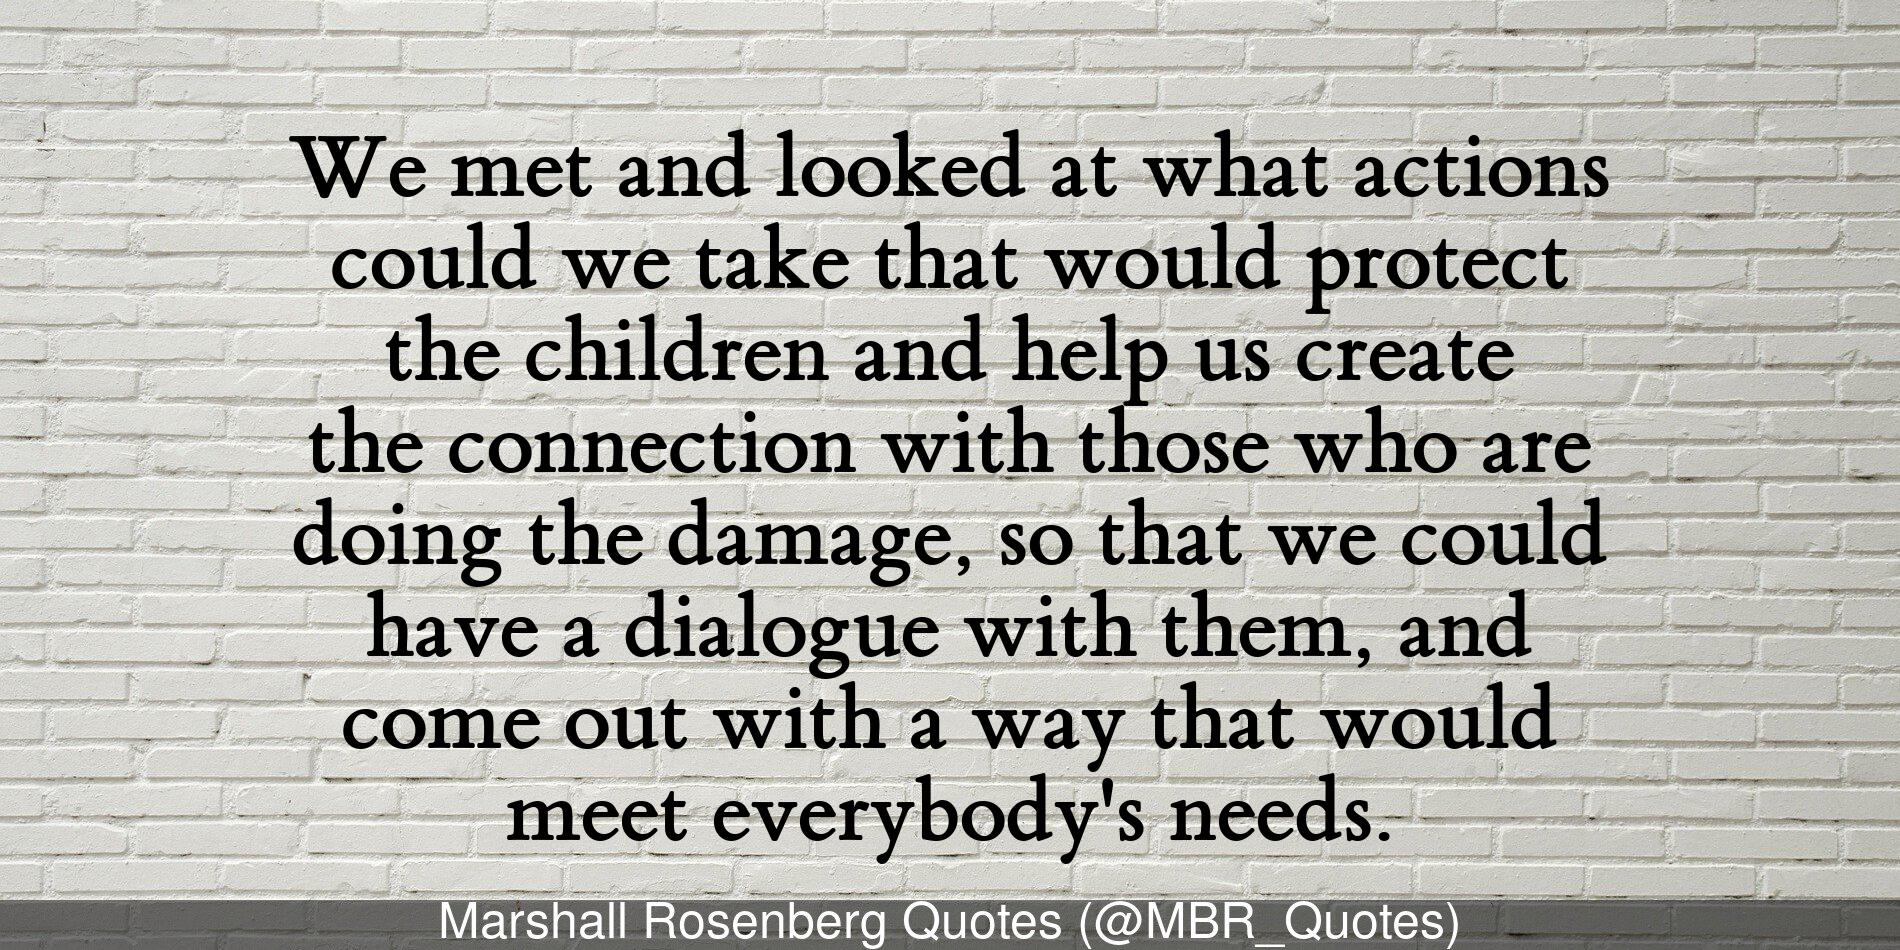 We met and looked at what actions
could we take that would protect
the children and help us create
the connection with those who are
doing the damage, so that we could
have a dialogue with them, and
come out with a way that would
meet everybody's needs.
Marshall Rosenberg Quotes (@MBR_Quotes)